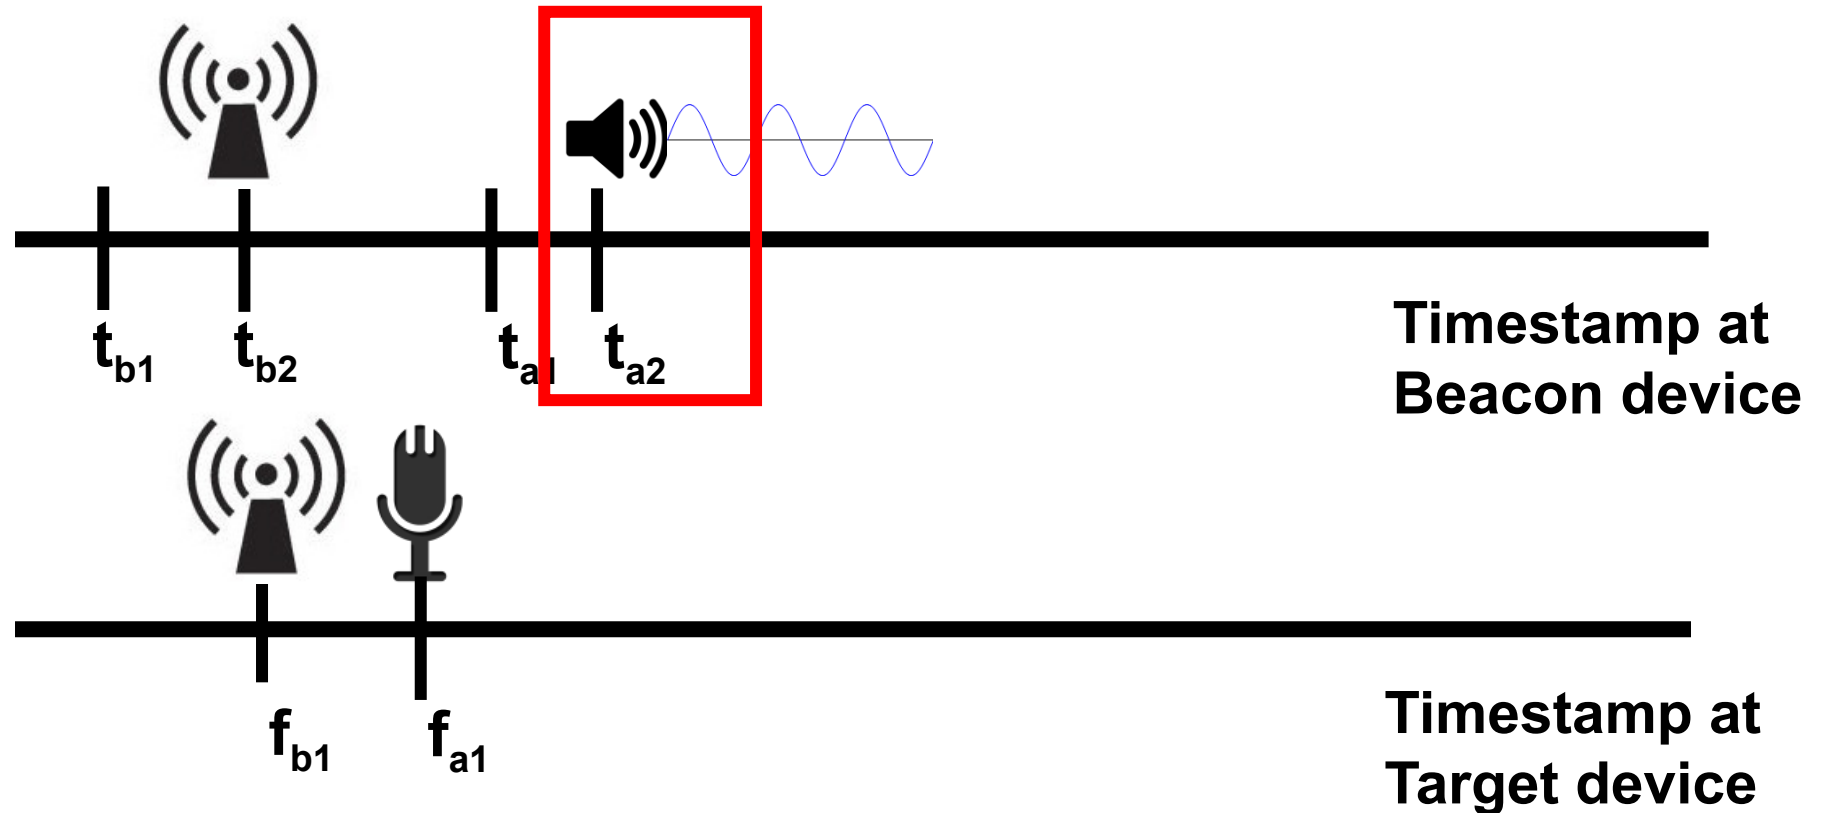 tb1 tb2 ta1 ta2
Timestamp at
Beacon device
fb1 fa1
Timestamp at
Target device